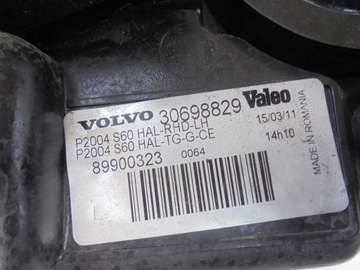 VOLVO 30698829 Valeo
P2004 S60 HAL-RHD-LH 15/03/11
P2004 S60 HAL-TG-G-CE 14h10
89900323 0064
MADE IN ROMANIA